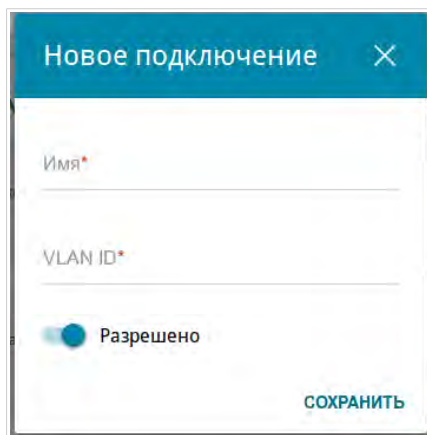 Новое подключение
Имя*
VLAN ID*
Разрешено
СОХРАНИТЬ